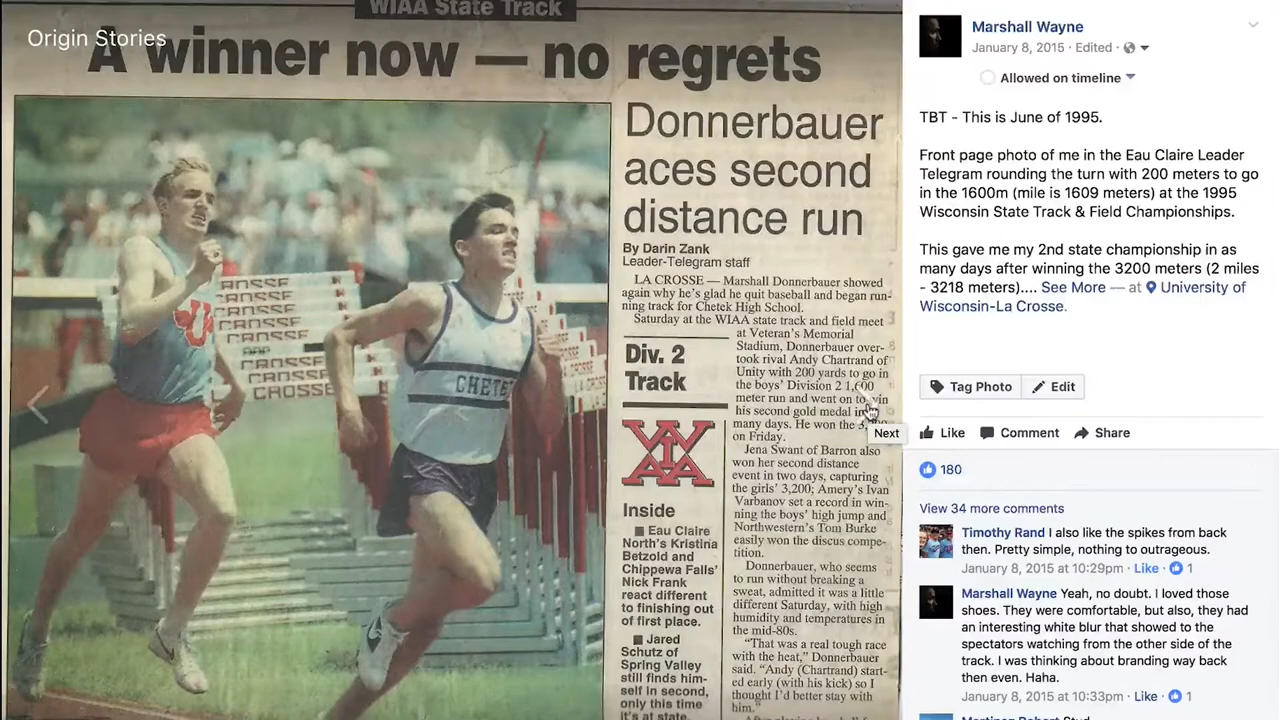 WIAA State Track
Origin Stories
A winner now — no regrets
Donnerbauer
aces second
distance run
By Darin Zank
Leader-Telegram staff
LA CROSSE — Marshall Donnerbauer showed
again why he's glad he quit baseball and began run-
ning track for Chetek High School.
Saturday at the WIAA state track and field meet
at Veteran's Memorial
Stadium, Donnerbauer over-
took rival Andy Chartrand of
Unity with 200 yards to go in
the boys' Division 2 1,600
meter run and went on to win
his second gold medal in
many days. He won the
on Friday.
Jena Swant of Barron also
won her second distance
event in two days, capturing
the girls' 3,200; Amery's Ivan
Varbanov set a record in win-
ning the boys' high jump and
Northwestern's Tom Burke
easily won the discus compe-
tition.
Donnerbauer, who seems
to run without breaking a
sweat, admitted it was a little
different Saturday, with high
humidity and temperatures in
the mid-80s.
"That was a real tough race
with the heat," Donnerbauer
said. "Andy (Chartrand) start-
ed early (with his kick) so I
thought I'd better stay with
him."
Div. 2
Track
WIAA
Inside
■ Eau Claire
North's Kristina
Betzold and
Chippewa Falls'
Nick Frank
react different
to finishing out
of first place.
■ Jared
Schutz of
Spring Valley
still finds him-
self in second,
only this time
it's at state.
CROSSE
CROSSE
CROSSE
CROSSE
CROSSE
CROSSE
LA CROSSE
U
CHETE
Next
Marshall Wayne
January 8, 2015 · Edited ·
Allowed on timeline
TBT - This is June of 1995.
Front page photo of me in the Eau Claire Leader
Telegram rounding the turn with 200 meters to go
in the 1600m (mile is 1609 meters) at the 1995
Wisconsin State Track & Field Championships.
This gave me my 2nd state championship in as
many days after winning the 3200 meters (2 miles
- 3218 meters).... See More — at University of
Wisconsin-La Crosse.
Tag Photo Edit
Like Comment Share
180
View 34 more comments
Timothy Rand I also like the spikes from back
then. Pretty simple, nothing to outrageous.
January 8, 2015 at 10:29pm · Like · 1
Marshall Wayne Yeah, no doubt. I loved those
shoes. They were comfortable, but also, they had
an interesting white blur that showed to the
spectators watching from the other side of the
track. I was thinking about branding way back
then even. Haha.
January 8, 2015 at 10:33pm · Like · 1